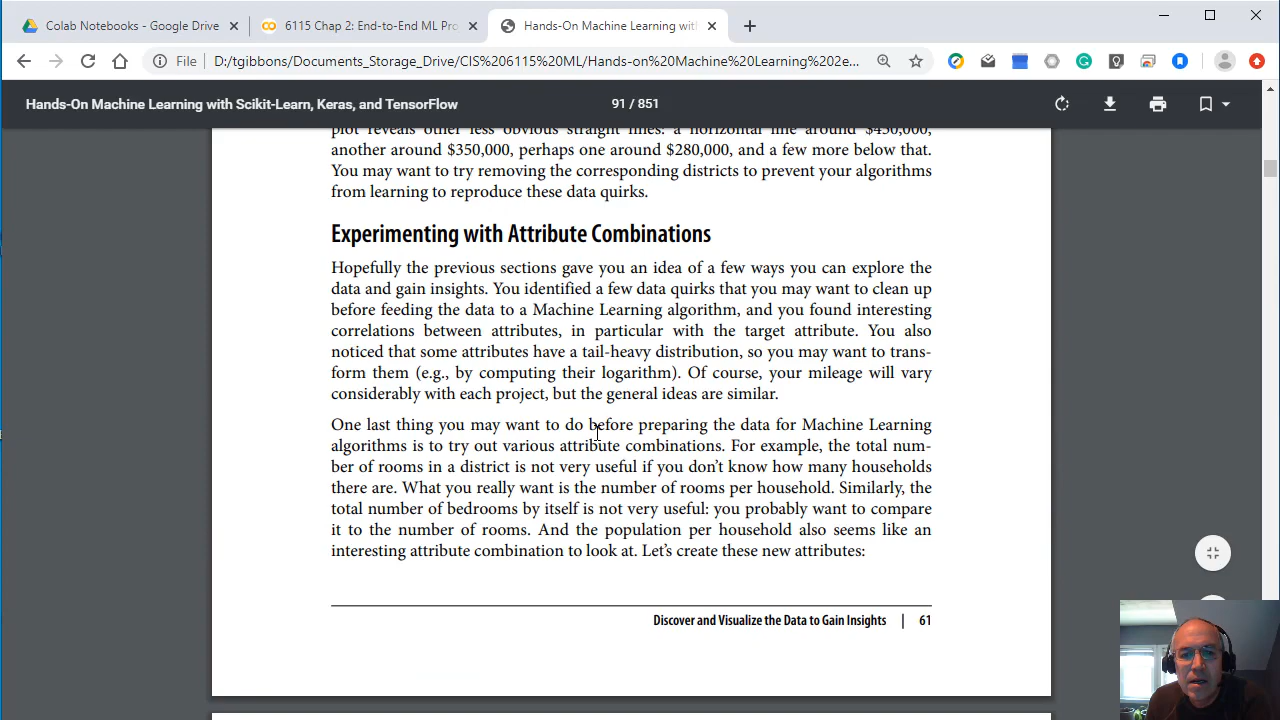 Colab Notebooks - Google Drive
6115 Chap 2: End-to-End ML Pro
Hands-On Machine Learning with
File
D:/tgibbons/Documents_Storage_Drive/CIS%206115%20ML/Hands-on%20Machine%20Learning%202e...
Hands-On Machine Learning with Scikit-Learn, Keras, and TensorFlow
91 / 851
plot reveals other less obvious straight lines: a horizontal line around $450,000,
another around $350,000, perhaps one around $280,000, and a few more below that.
You may want to try removing the corresponding districts to prevent your algorithms
from learning to reproduce these data quirks.
Experimenting with Attribute Combinations
Hopefully the previous sections gave you an idea of a few ways you can explore the
data and gain insights. You identified a few data quirks that you may want to clean up
before feeding the data to a Machine Learning algorithm, and you found interesting
correlations between attributes, in particular with the target attribute. You also
noticed that some attributes have a tail-heavy distribution, so you may want to trans-
form them (e.g., by computing their logarithm). Of course, your mileage will vary
considerably with each project, but the general ideas are similar.
One last thing you may want to do before preparing the data for Machine Learning
algorithms is to try out various attribute combinations. For example, the total num-
ber of rooms in a district is not very useful if you don't know how many households
there are. What you really want is the number of rooms per household. Similarly, the
total number of bedrooms by itself is not very useful: you probably want to compare
it to the number of rooms. And the population per household also seems like an
interesting attribute combination to look at. Let's create these new attributes:
Discover and Visualize the Data to Gain Insights | 61